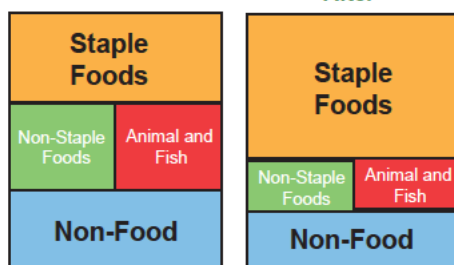 Staple
Foods
Non-Staple
Foods
Animal and
Fish
Non-Food
Staple
Foods
Non-Staple
Foods
Animal and
Fish
Non-Food